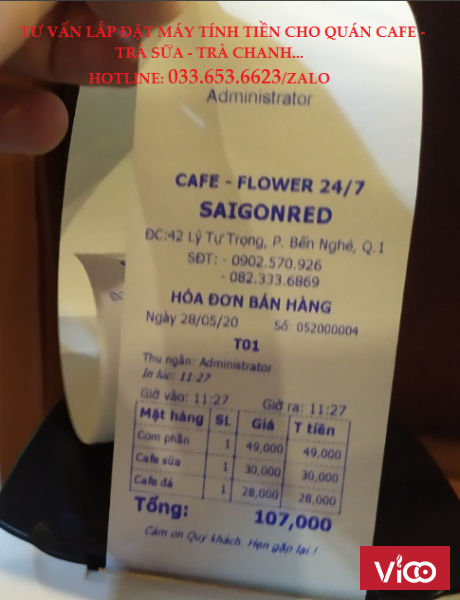 TƯ VẤN LẮP ĐẶT MÁY TÍNH TIỀN CHO QUÁN CAFE -
TRÀ SỮA - TRÀ CHANH...
HOTLINE: 033.653.6623/ZALO
Administrator
CAFE - FLOWER 24/7
SAIGONRED
ĐC:42 Lý Tự Trọng, P. Bến Nghé, Q.1
SĐT: - 0902.570.926
- 082.333.6869
HÓA ĐƠN BÁN HÀNG
Ngày 28/05/20 Số: 052000004
T01
Thu ngân: Administrator
In lúc: 11:27
Giờ vào: 11:27 Giờ ra: 11:27
Mặt hàng SL Giá T tiền
Cơm phần 1 49,000 49,000
Cafe sữa 1 30,000 30,000
Cafe đá 1 28,000 28,000
Tổng: 107,000
Cám ơn Quý khách. Hẹn gặp lại !
VICO